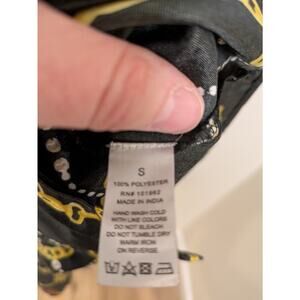 S
100% POLYESTER
RN# 101862
MADE IN INDIA
HAND WASH COLD
WITH LIKE COLORS
DO NOT BLEACH
DO NOT TUMBLE DRY
WARM IRON
ON REVERSE